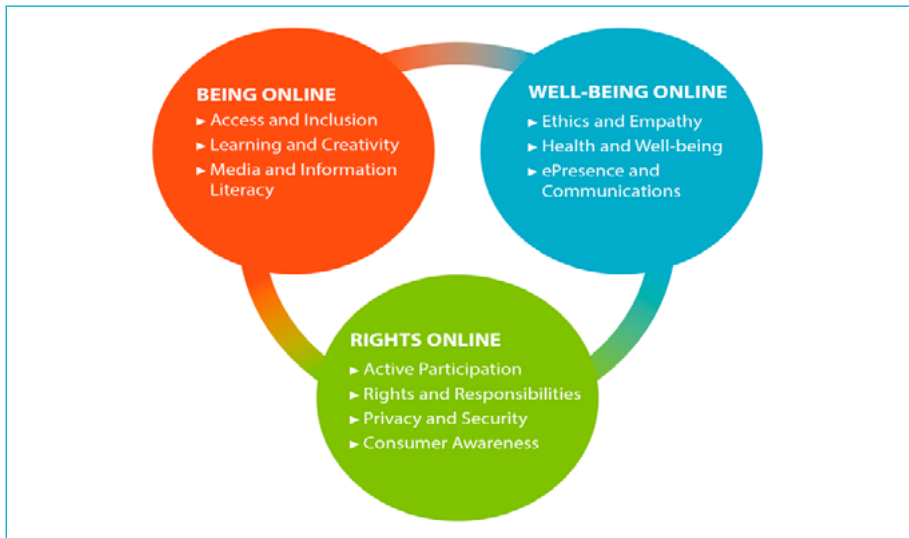 BEING ONLINE
► Access and Inclusion
► Learning and Creativity
► Media and Information
Literacy
WELL-BEING ONLINE
► Ethics and Empathy
► Health and Well-being
► ePresence and
Communications
RIGHTS ONLINE
► Active Participation
► Rights and Responsibilities
► Privacy and Security
► Consumer Awareness